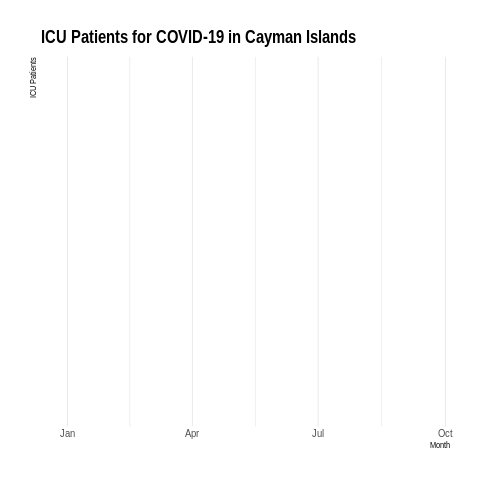 ICU Patients for COVID-19 in Cayman Islands
ICU Patients
Jan Apr Jul Oct
Month